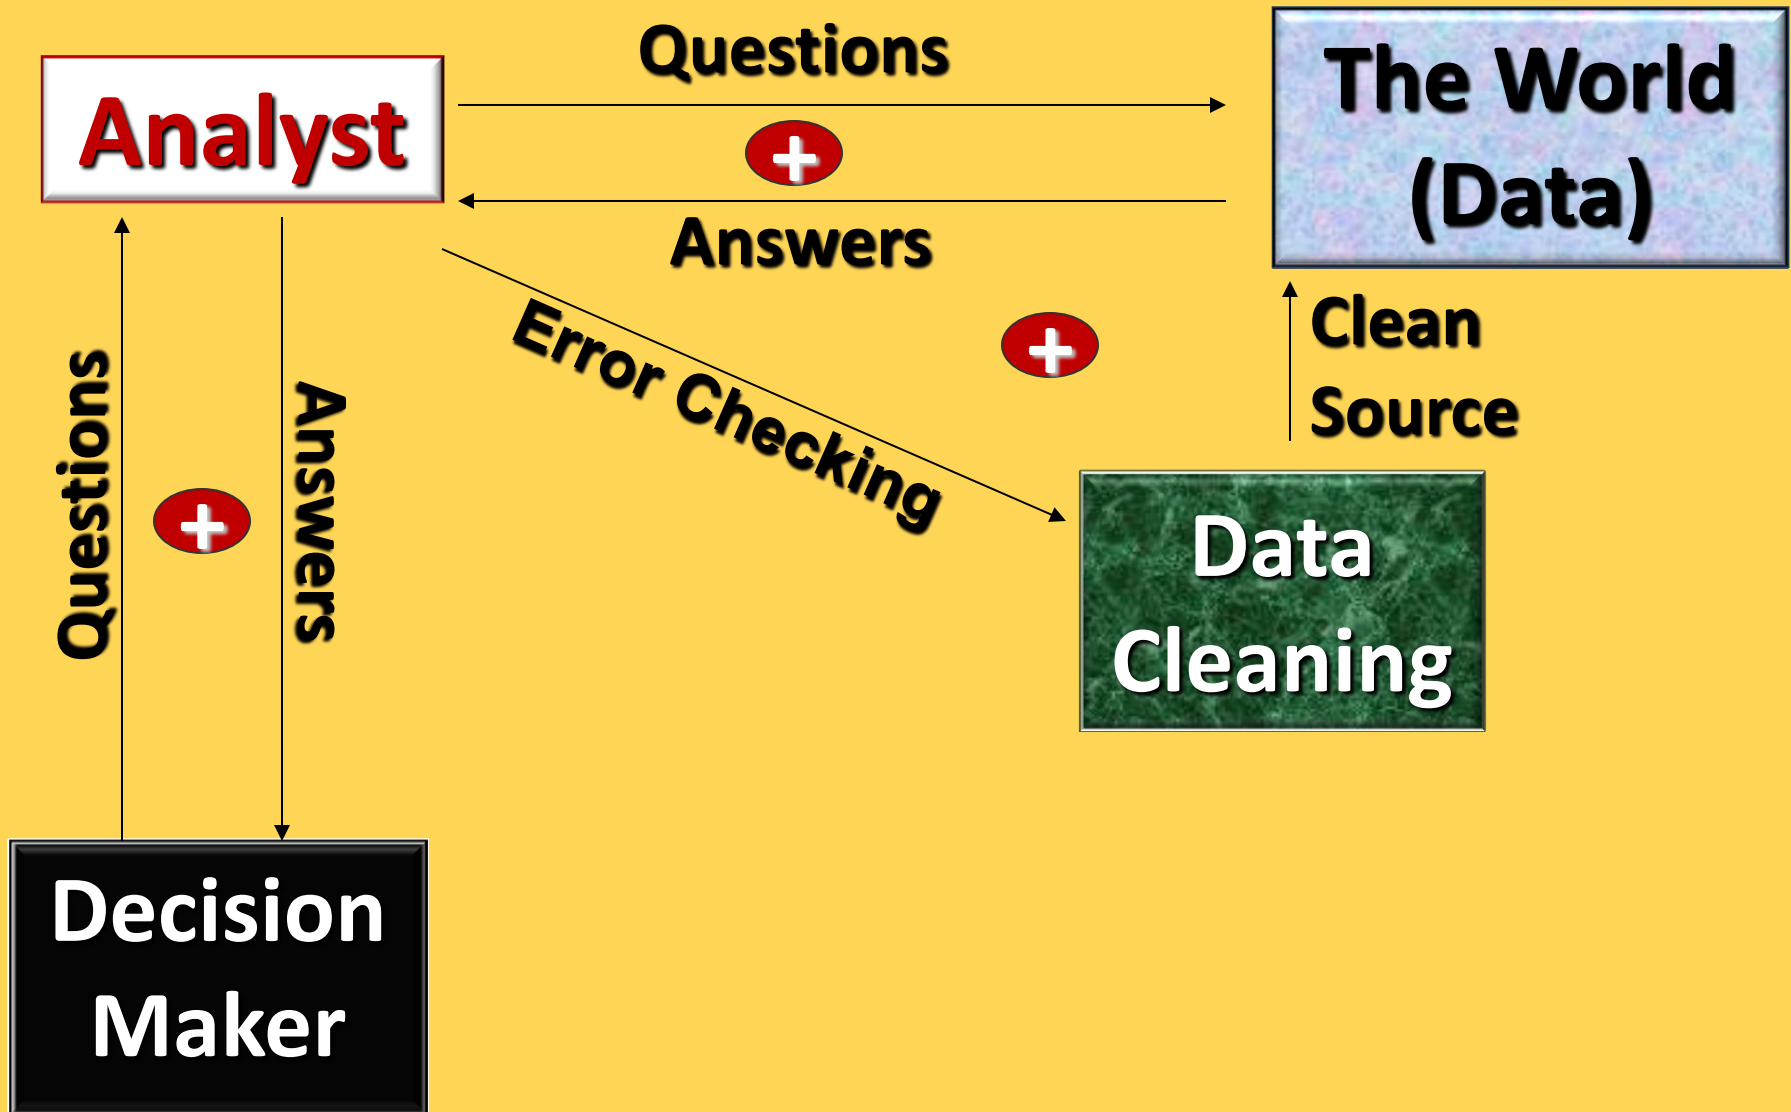 Questions
Analyst
The World
(Data)
+
Answers
Error Checking
+
Clean
Source
Questions
+
Answers
Data
Cleaning
Decision
Maker